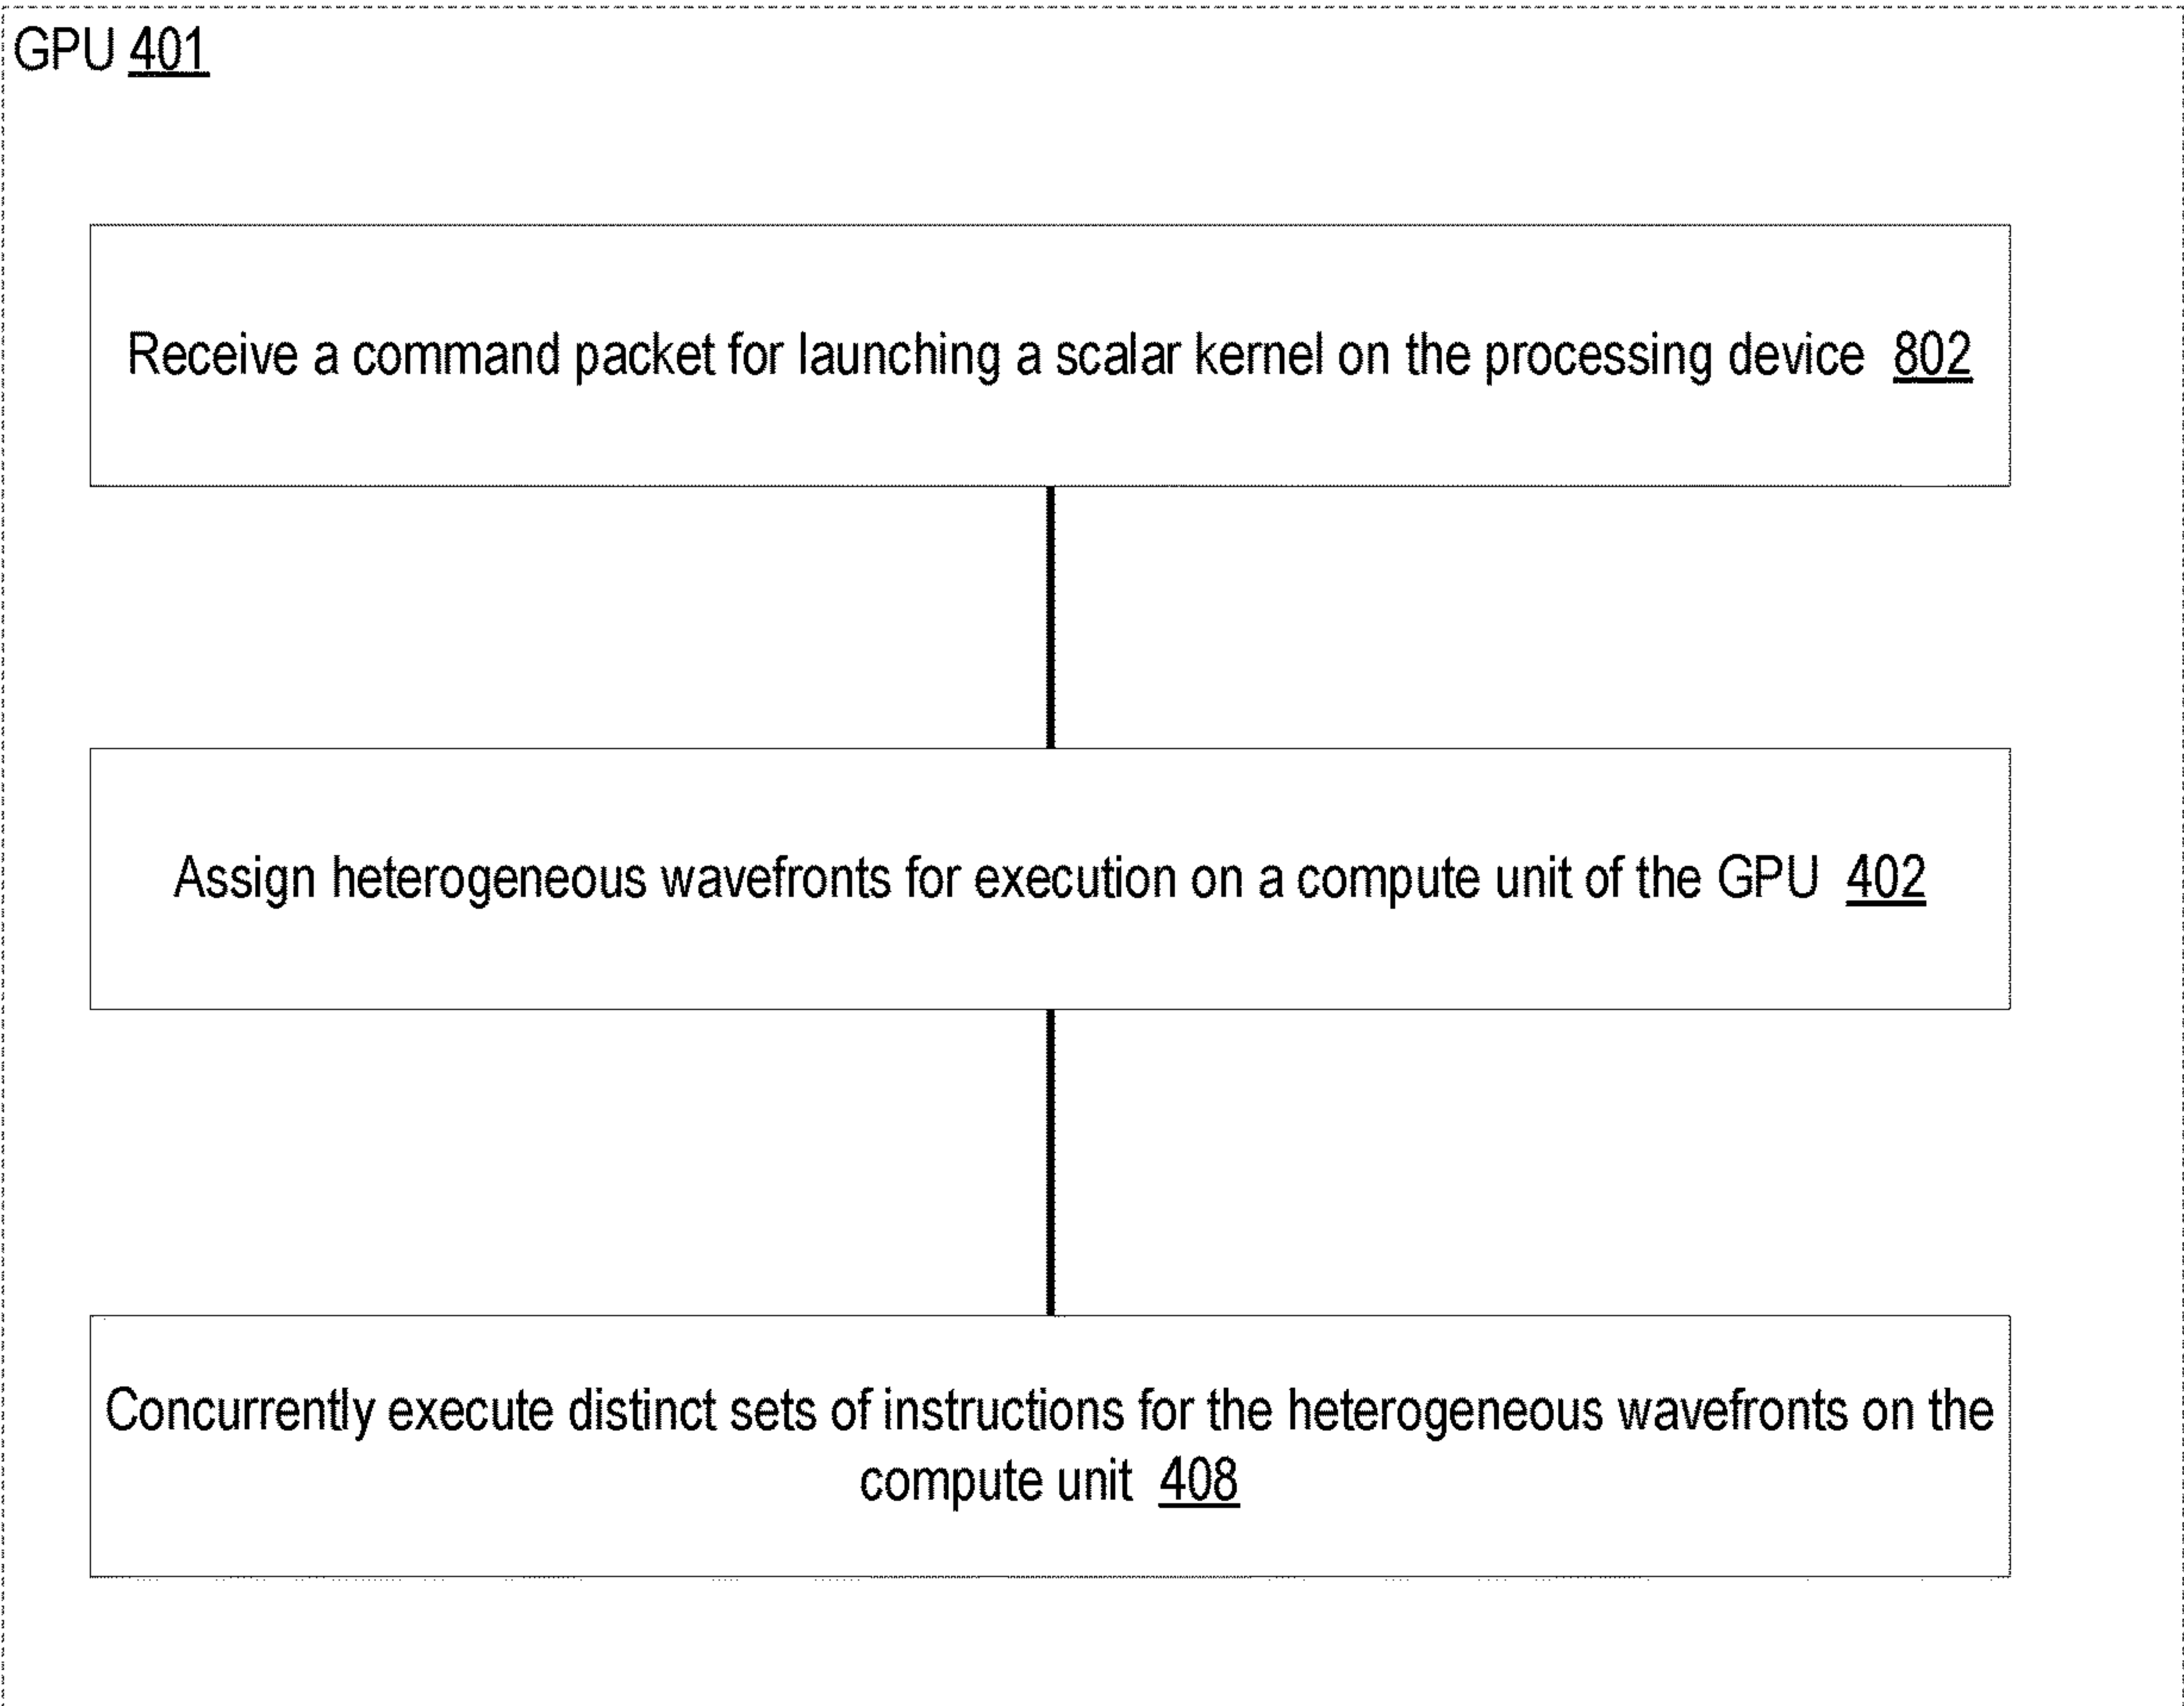 GPU 401
Receive a command packet for launching a scalar kernel on the processing device 802
Assign heterogeneous wavefronts for execution on a compute unit of the GPU 402
Concurrently execute distinct sets of instructions for the heterogeneous wavefronts on the
compute unit 408